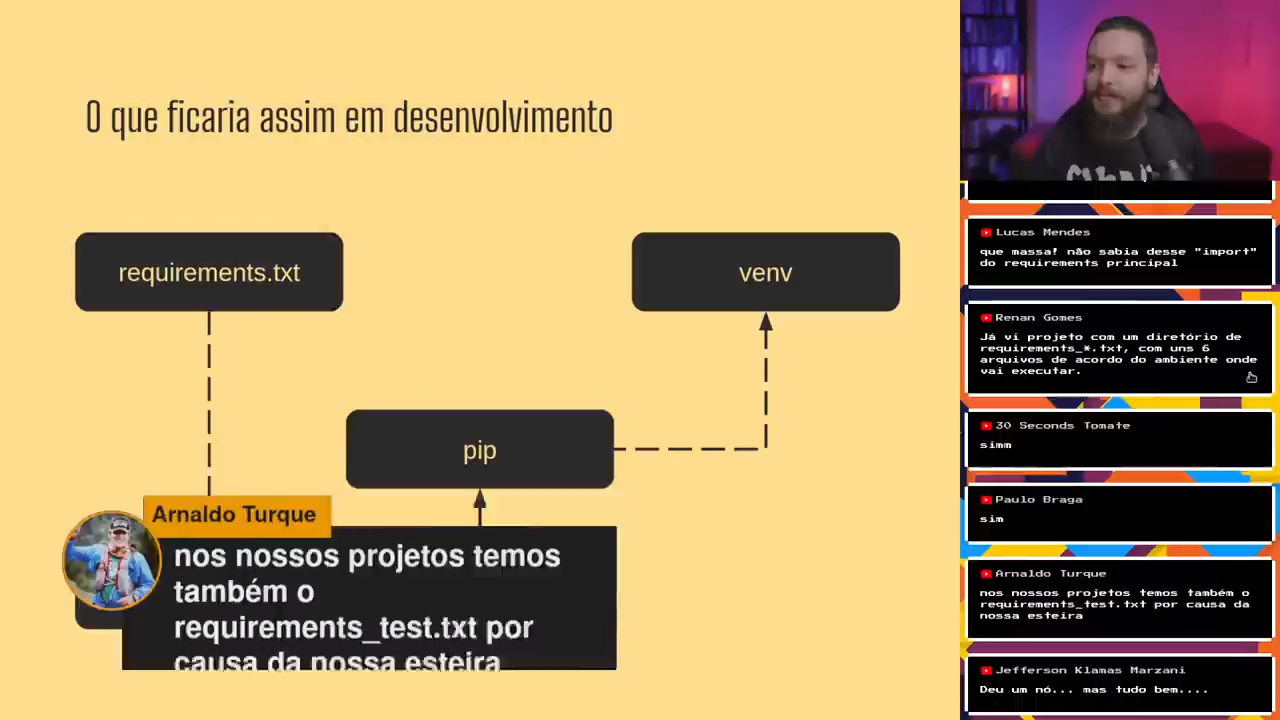 O que ficaria assim em desenvolvimento
requirements.txt
venv
pip
Arnaldo Turque
nos nossos projetos temos
também o
requirements_test.txt por
causa da nossa esteira
Lucas Mendes
que massa! não sabia desse "import"
do requirements principal
Renan Gomes
Já vi projeto com um diretório de
requirements_*.txt, com uns 6
arquivos de acordo do ambiente onde
vai executar.
30 Seconds Tomate
simm
Paulo Braga
sim
Arnaldo Turque
nos nossos projetos temos também o
requirements_test.txt por causa da
nossa esteira
Jefferson Klamas Marzani
Deu um nó... mas tudo bem....